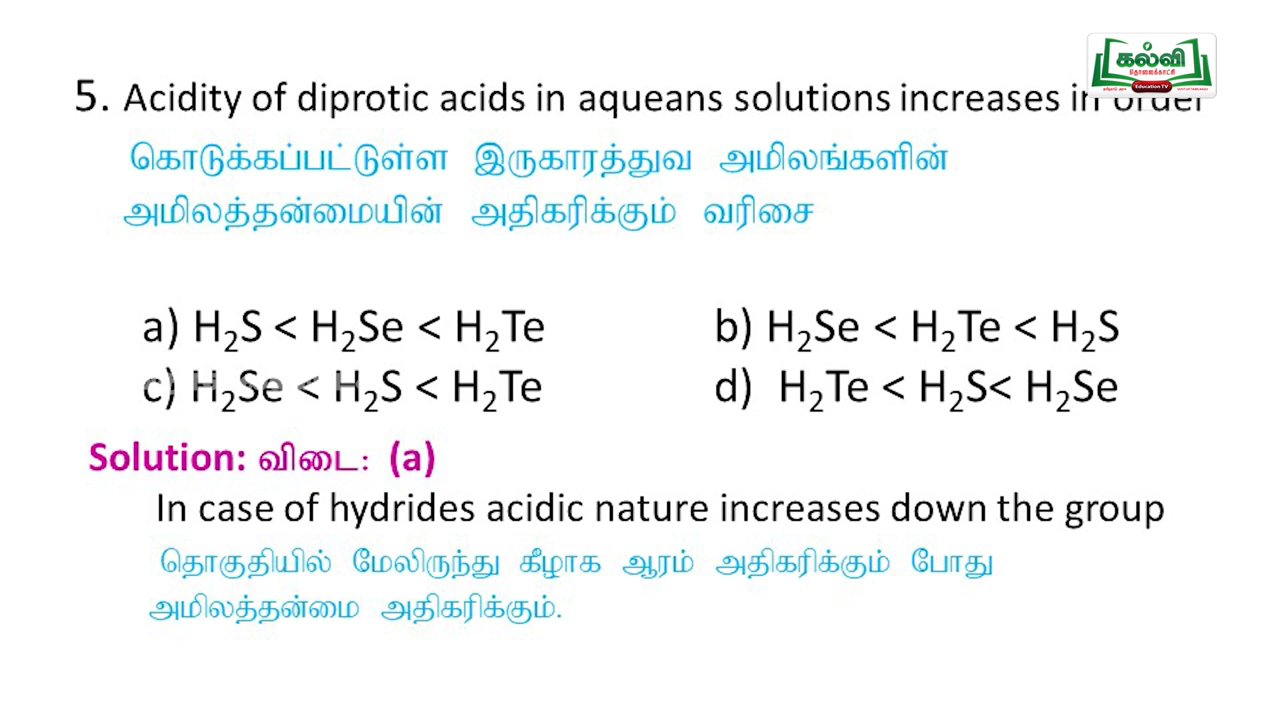 கல்வி
தொலைக்காட்சி
Education TV
5. Acidity of diprotic acids in aqueans solutions increases in order
கொடுக்கப்பட்டுள்ள இருகாரத்துவ அமிலங்களின்
அமிலத்தன்மையின் அதிகரிக்கும் வரிசை
a) H₂S < H₂Se < H₂Te b) H₂Se < H₂Te < H₂S
c) H₂Se < H₂S < H₂Te d) H₂Te < H₂S< H₂Se
Solution: விடை: (a)
In case of hydrides acidic nature increases down the group
தொகுதியில் மேலிருந்து கீழாக ஆரம் அதிகரிக்கும் போது
அமிலத்தன்மை அதிகரிக்கும்.